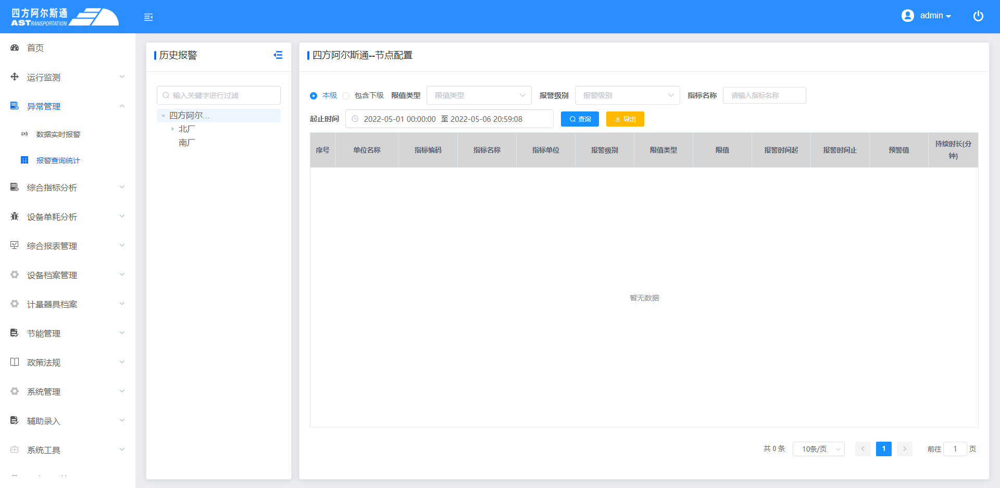 四方阿尔斯通
ASTRANSPORTATION
admin
首页
运行监测
异常管理
数据实时报警
报警查询统计
综合指标分析
设备单耗分析
综合报表管理
设备档案管理
计量器具档案
节能管理
政策法规
系统管理
辅助录入
系统工具
历史报警
输入关键字进行过滤
四方阿尔...
北厂
南厂
四方阿尔斯通--节点配置
本级 包含下级 限值类型 限值类型 报警级别 报警级别 指标名称 请输入指标名称
起止时间 2022-05-01 00:00:00 至 2022-05-06 20:59:08 查询 导出
序号 单位名称 指标编码 指标名称 指标单位 报警级别 限值类型 限值 报警时间起 报警时间止 预警值 持续时长(分
钟)
暂无数据
共 0 条 10条/页 1 前往 1 页